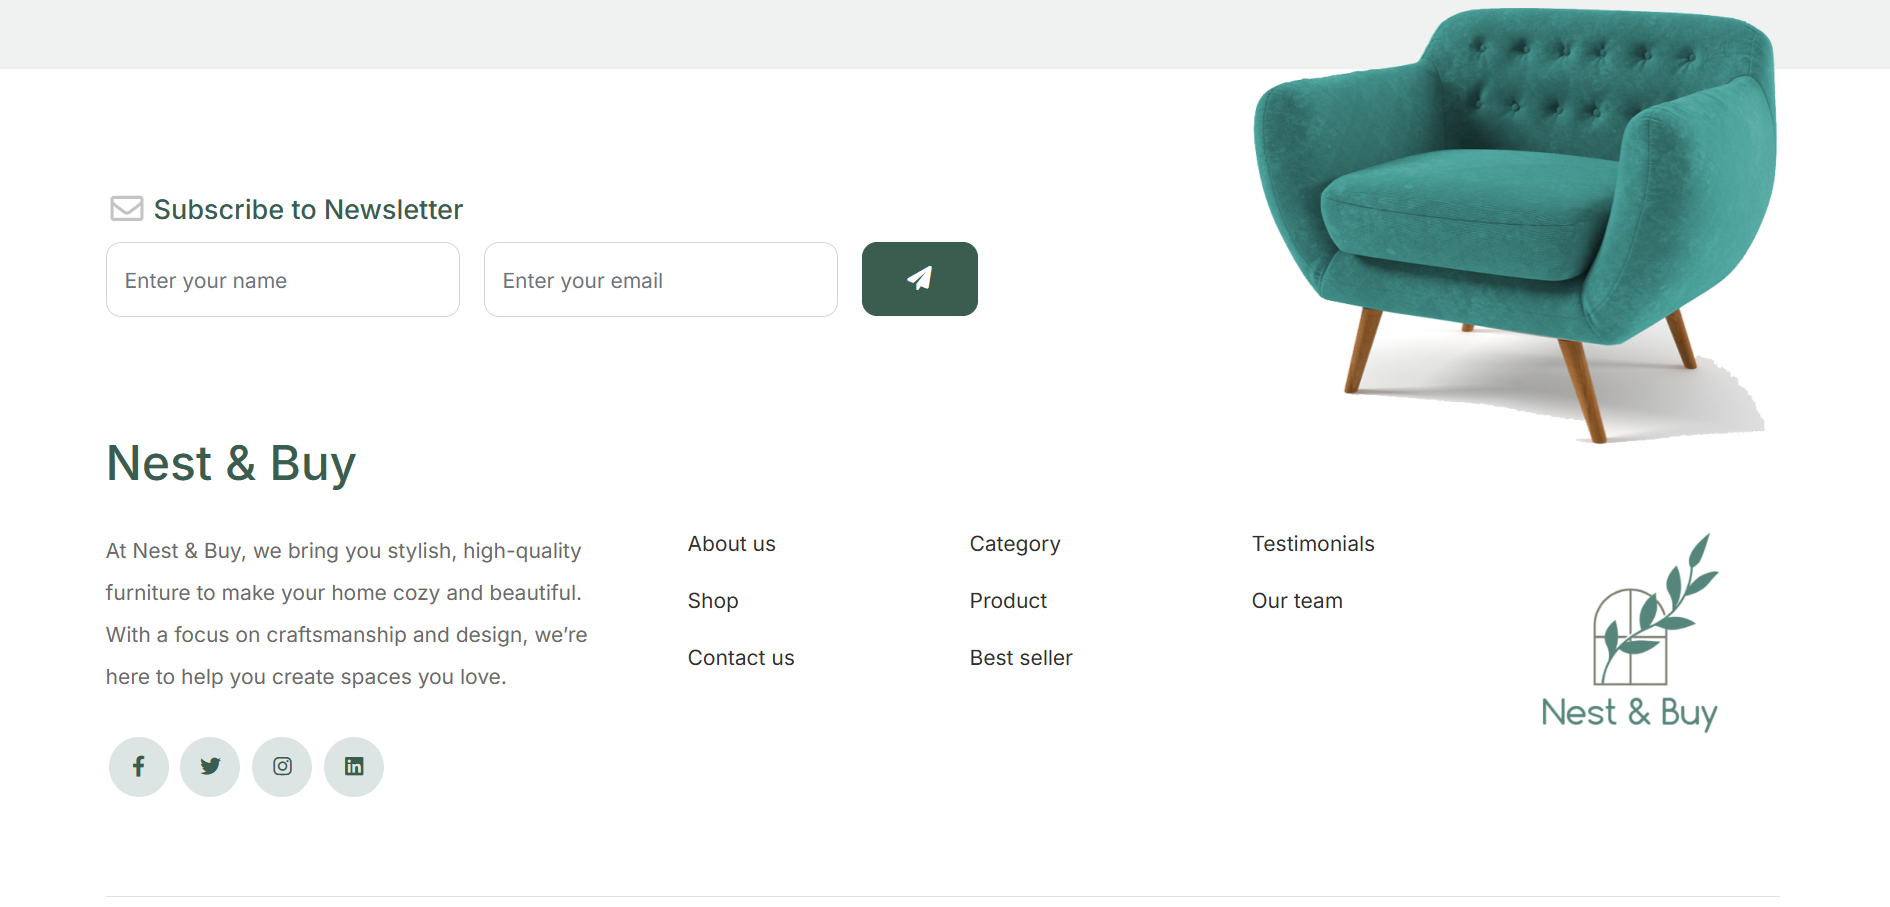 Subscribe to Newsletter
Enter your name
Enter your email
Nest & Buy
At Nest & Buy, we bring you stylish, high-quality
furniture to make your home cozy and beautiful.
With a focus on craftsmanship and design, we’re
here to help you create spaces you love.
About us
Shop
Contact us
Category
Product
Best seller
Testimonials
Our team
Nest & Buy